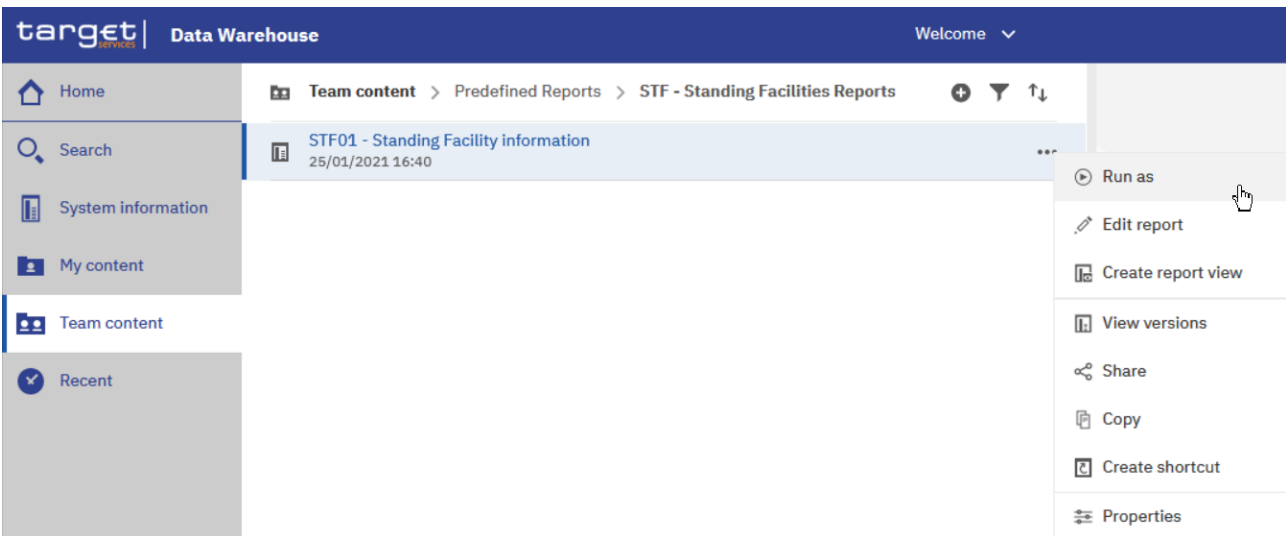 target services Data Warehouse Welcome
Home
Search
System information
My content
Team content
Recent
Team content > Predefined Reports > STF - Standing Facilities Reports
STF01 - Standing Facility information
25/01/2021 16:40
Run as
Edit report
Create report view
View versions
Share
Copy
Create shortcut
Properties